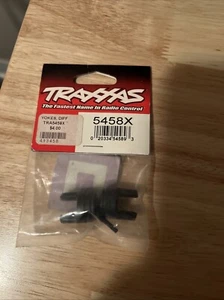 TRAXXAS
The Fastest Name In Radio Control
YOKES, DIFF
TRA5458X
$4.00
5458X
0 20334 54589 3